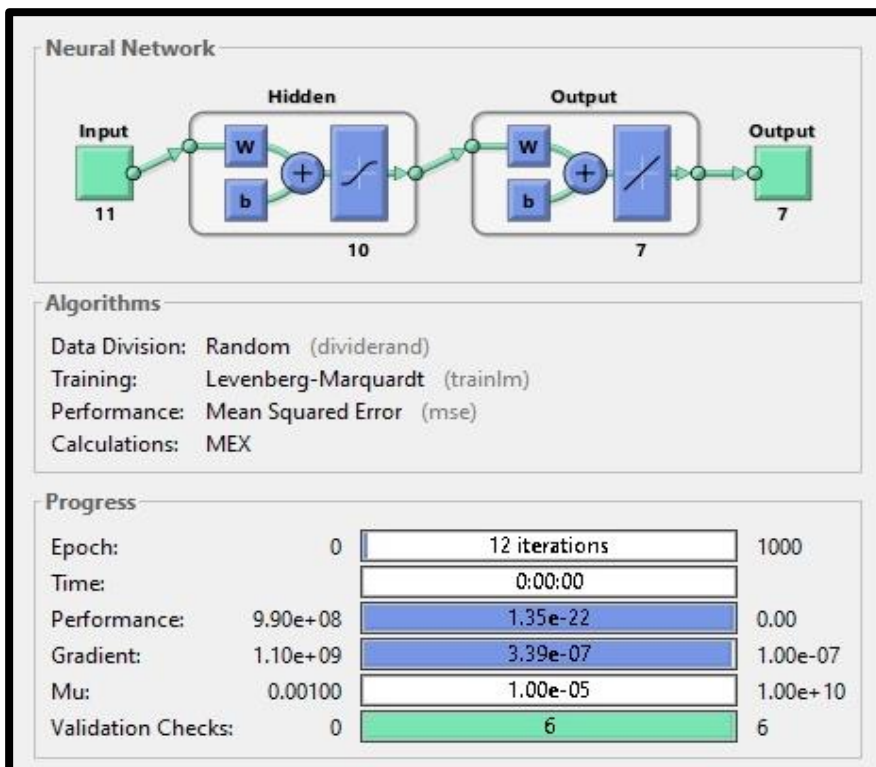 Neural Network
Hidden
Output
Input
W
b
+
W
b
+
Output
11
10
7
7
Algorithms
Data Division: Random (dividerand)
Training: Levenberg-Marquardt (trainlm)
Performance: Mean Squared Error (mse)
Calculations: MEX
Progress
Epoch: 0 12 iterations 1000
Time: 0:00:00
Performance: 9.90e+08 1.35e-22 0.00
Gradient: 1.10e+09 3.39e-07 1.00e-07
Mu: 0.00100 1.00e-05 1.00e+10
Validation Checks: 0 6 6